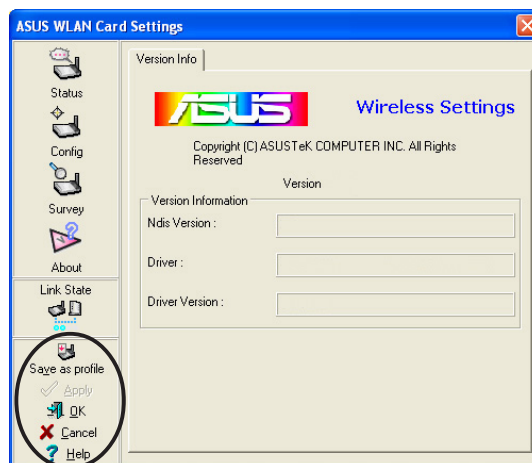 ASUS WLAN Card Settings
Status
Config
Survey
About
Link State
Save as profile
Apply
OK
Cancel
Help
Version Info
ASUS
Wireless Settings
Copyright (C) ASUSTeK COMPUTER INC. All Rights
Reserved
Version
Version Information
Ndis Version :
Driver :
Driver Version :